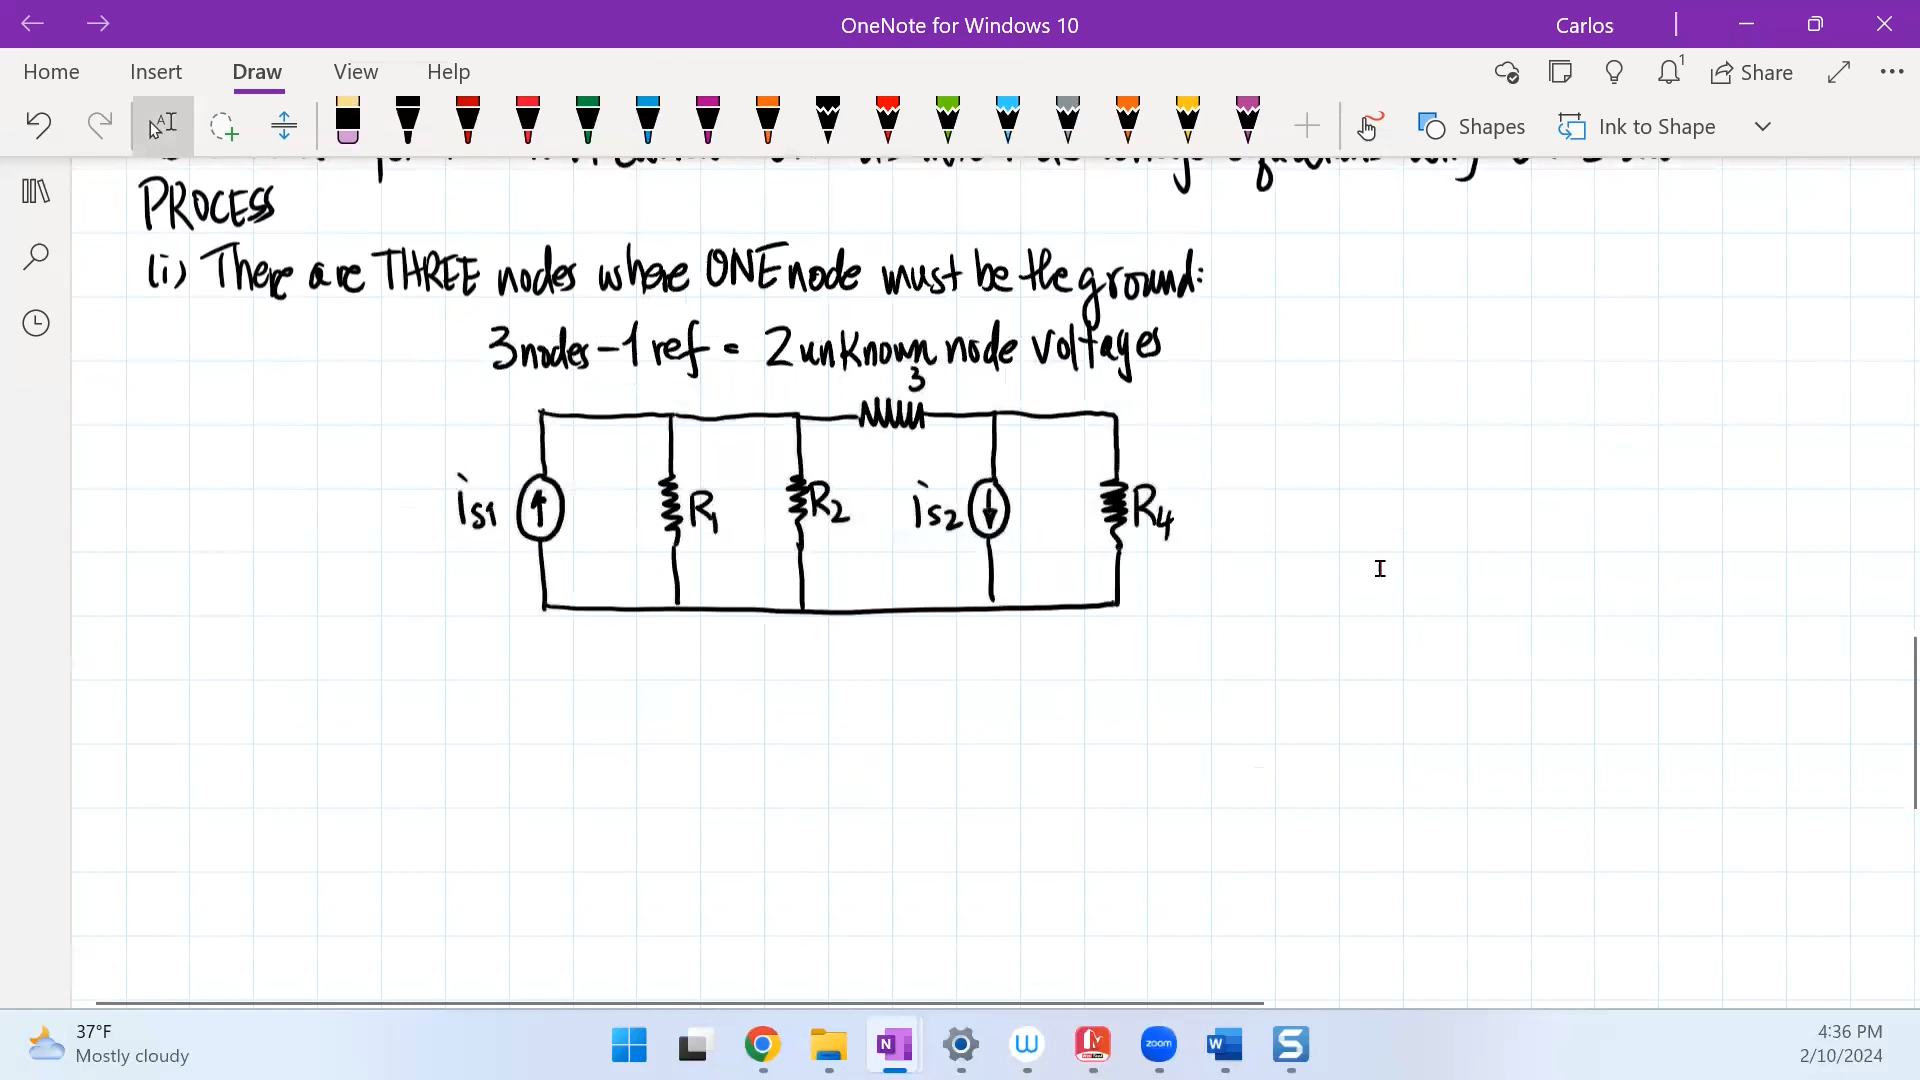 OneNote for Windows 10
Carlos
Home Insert Draw View Help
1
Share
Shapes Ink to Shape
PROCESS
(i) There are THREE nodes where ONE node must be the ground:
3 nodes - 1 ref = 2 unknown node voltages
3
is1 R1 R2 is2 R4
37°F
Mostly cloudy
N
zoom
W
S
4:36 PM
2/10/2024